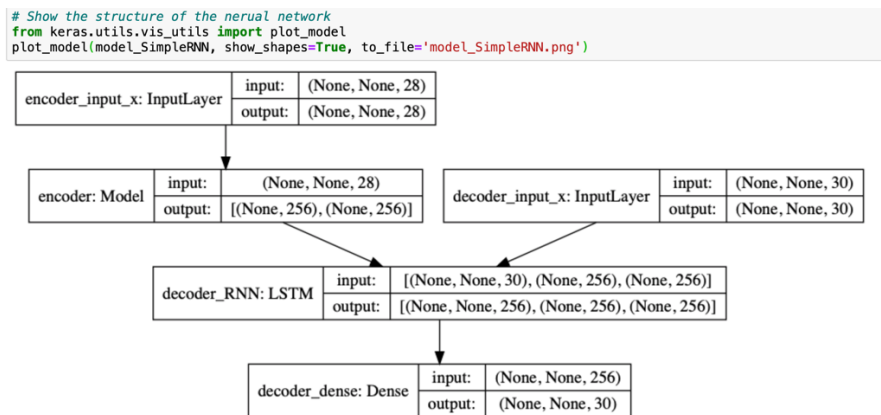 # Show the structure of the nerual network
from keras.utils.vis_utils import plot_model
plot_model(model_SimpleRNN, show_shapes=True, to_file='model_SimpleRNN.png')
encoder_input_x: InputLayer
input: (None, None, 28)
output: (None, None, 28)
encoder: Model
input: (None, None, 28)
output: [(None, 256), (None, 256)]
decoder_input_x: InputLayer
input: (None, None, 30)
output: (None, None, 30)
decoder_RNN: LSTM
input: [(None, None, 30), (None, 256), (None, 256)]
output: [(None, None, 256), (None, 256), (None, 256)]
decoder_dense: Dense
input: (None, None, 256)
output: (None, None, 30)